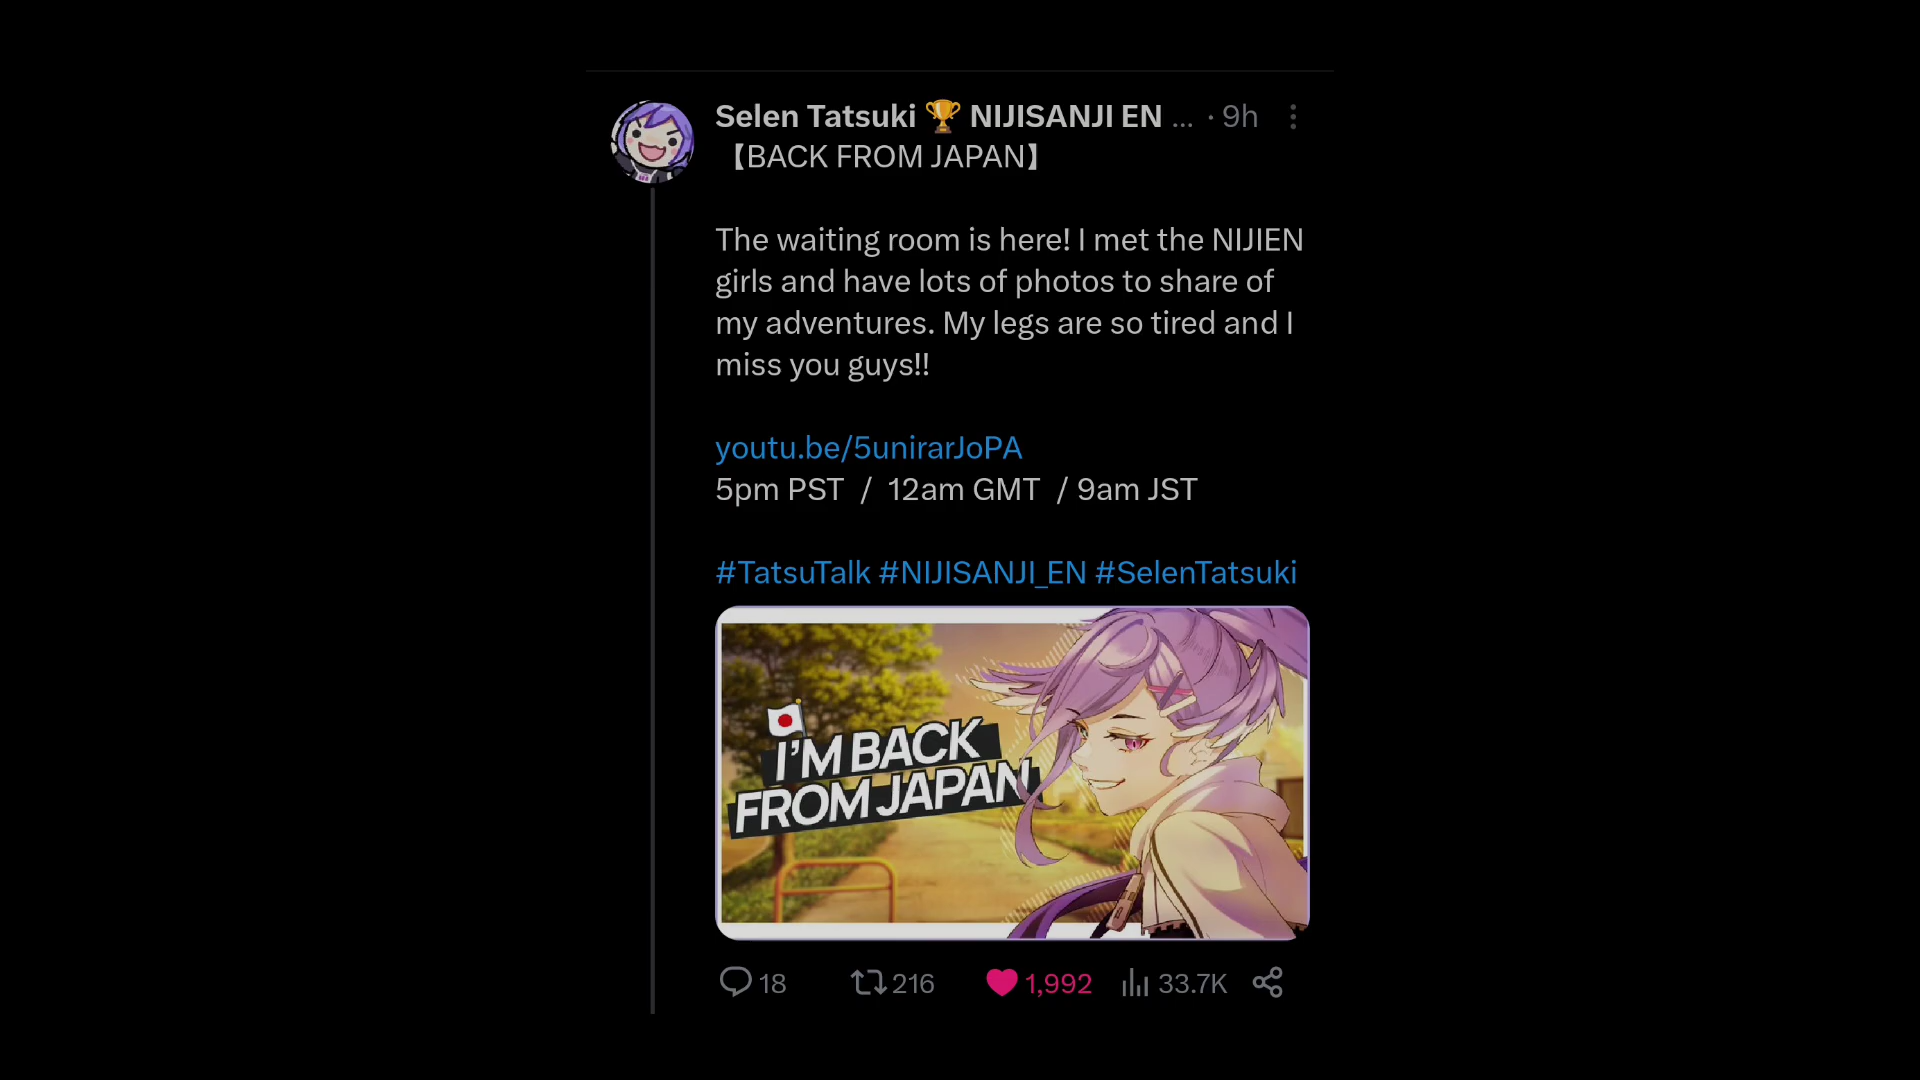 Selen Tatsuki 🏆 NIJISANJI EN ... · 9h
【BACK FROM JAPAN】
The waiting room is here! I met the NIJIEN
girls and have lots of photos to share of
my adventures. My legs are so tired and I
miss you guys!!
youtu.be/5unirarJoPA
5pm PST / 12am GMT / 9am JST
#TatsuTalk #NIJISANJI_EN #SelenTatsuki
I'M BACK
FROM JAPAN
18 216 1,992 33.7K